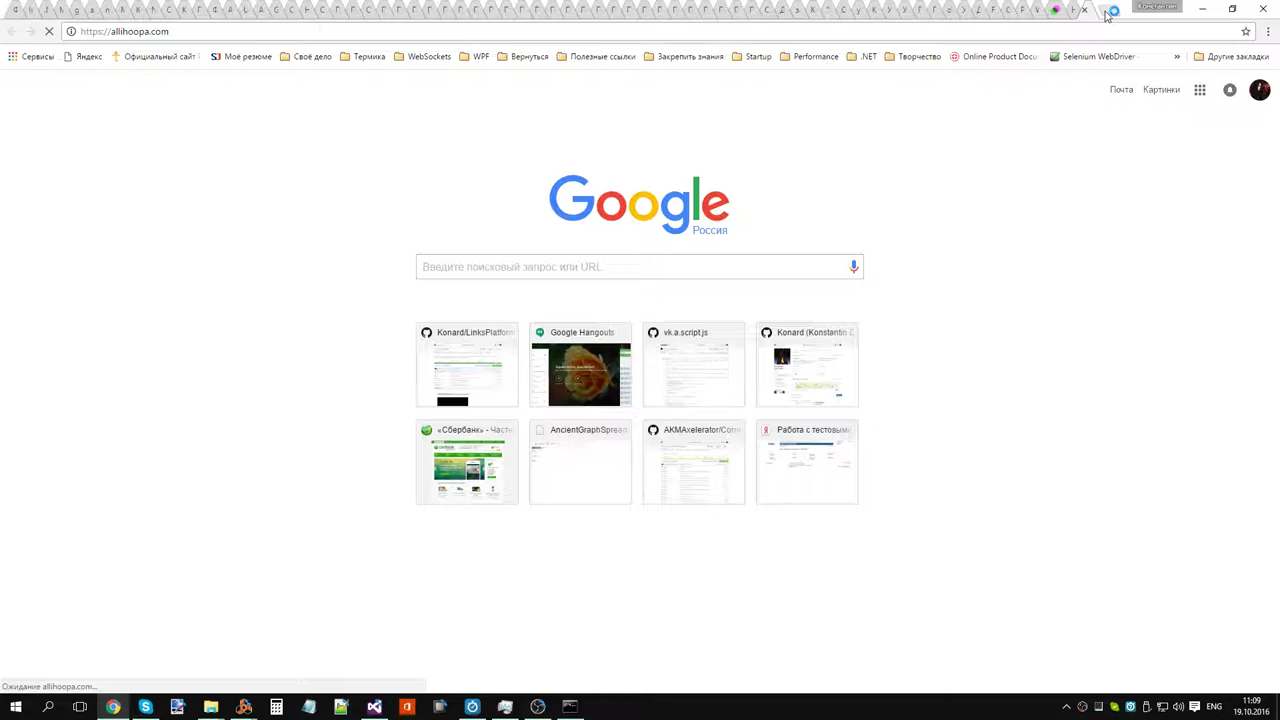 Константин
https://allihoopa.com
Сервисы Яндекс Официальный сайт Моё резюме Своё дело Термика WebSockets WPF Вернуться Полезные ссылки Закрепить знания Startup Performance .NET Творчество Online Product Docu Selenium WebDriver » Другие закладки
Почта Картинки
Google
Россия
Введите поисковый запрос или URL
Konard/LinksPlatform Google Hangouts vk.a.script.js Konard (Konstantin
«Сбербанк» - Част AncientGraphSpread AKMAxelerator/Corre Работа с тестовыми
Ожидание allihoopa.com...
ENG
11:09
19.10.2016